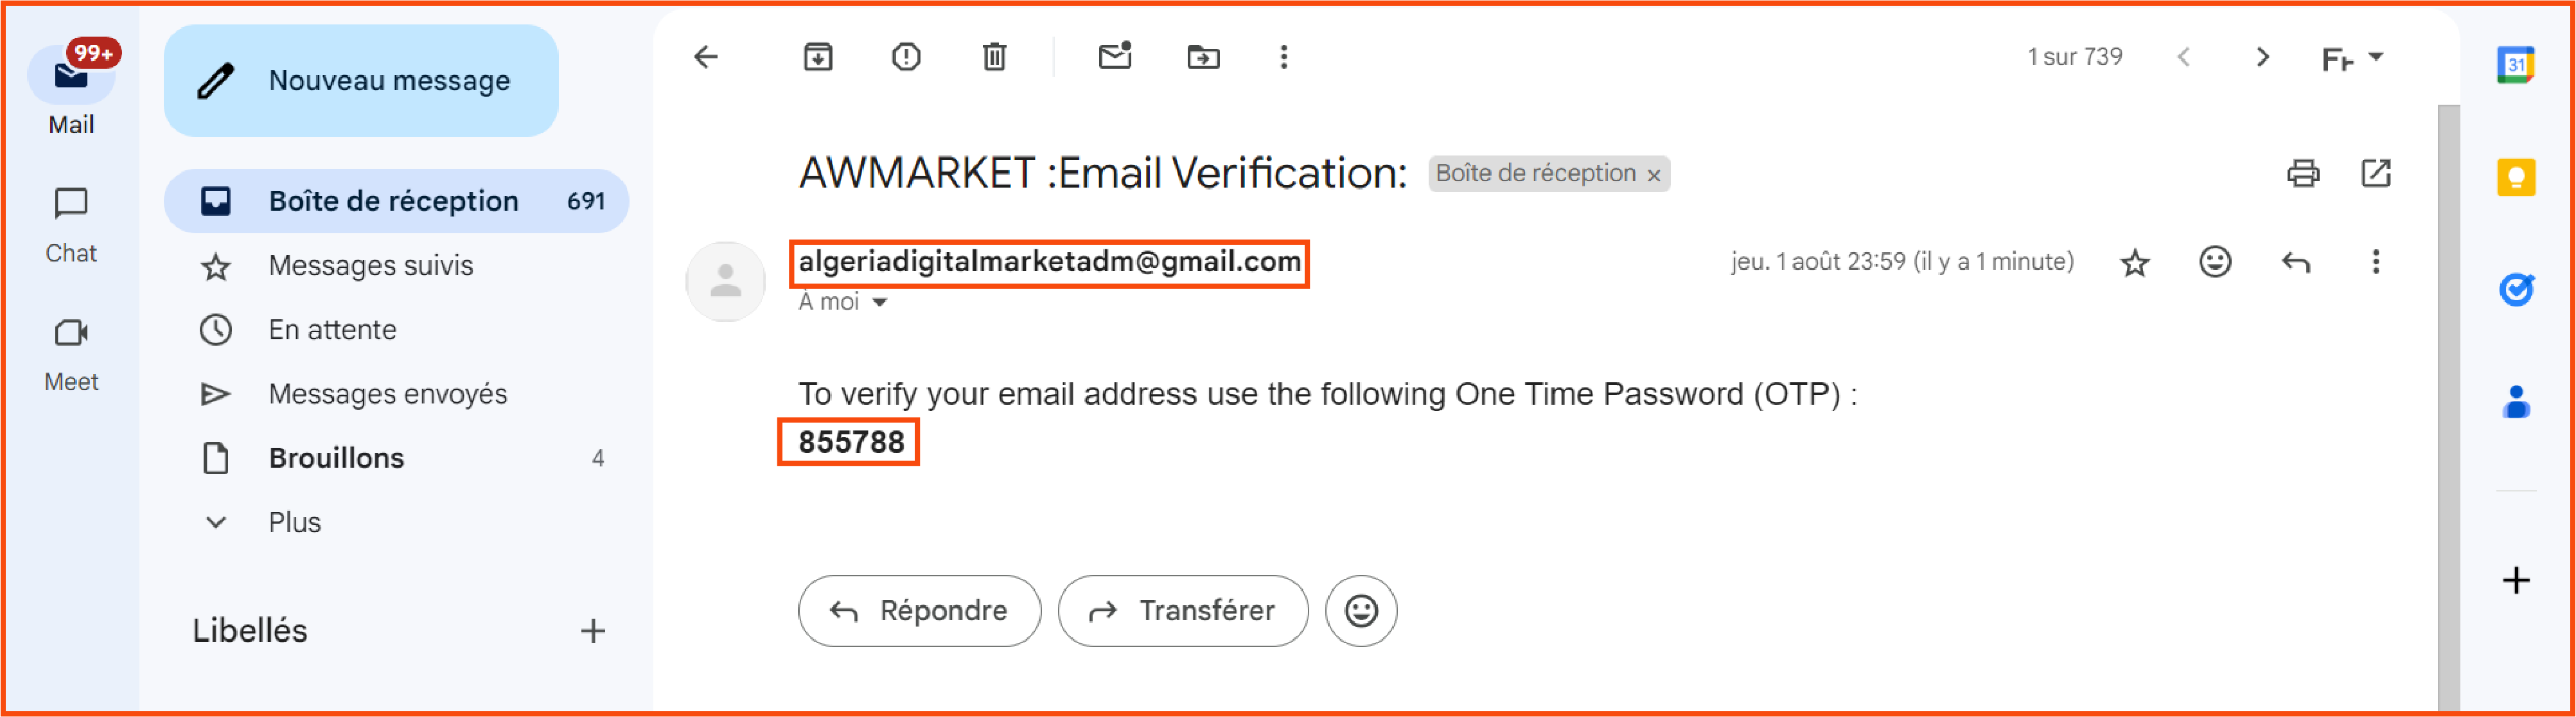 99+
Mail
Chat
Meet
Nouveau message
Boîte de réception 691
Messages suivis
En attente
Messages envoyés
Brouillons 4
Plus
Libellés
1 sur 739
31
AWMARKET :Email Verification: Boîte de réception ×
algeriadigitalmarketadm@gmail.com
jeu. 1 août 23:59 (il y a 1 minute)
À moi
To verify your email address use the following One Time Password (OTP) :
855788
Répondre
Transférer